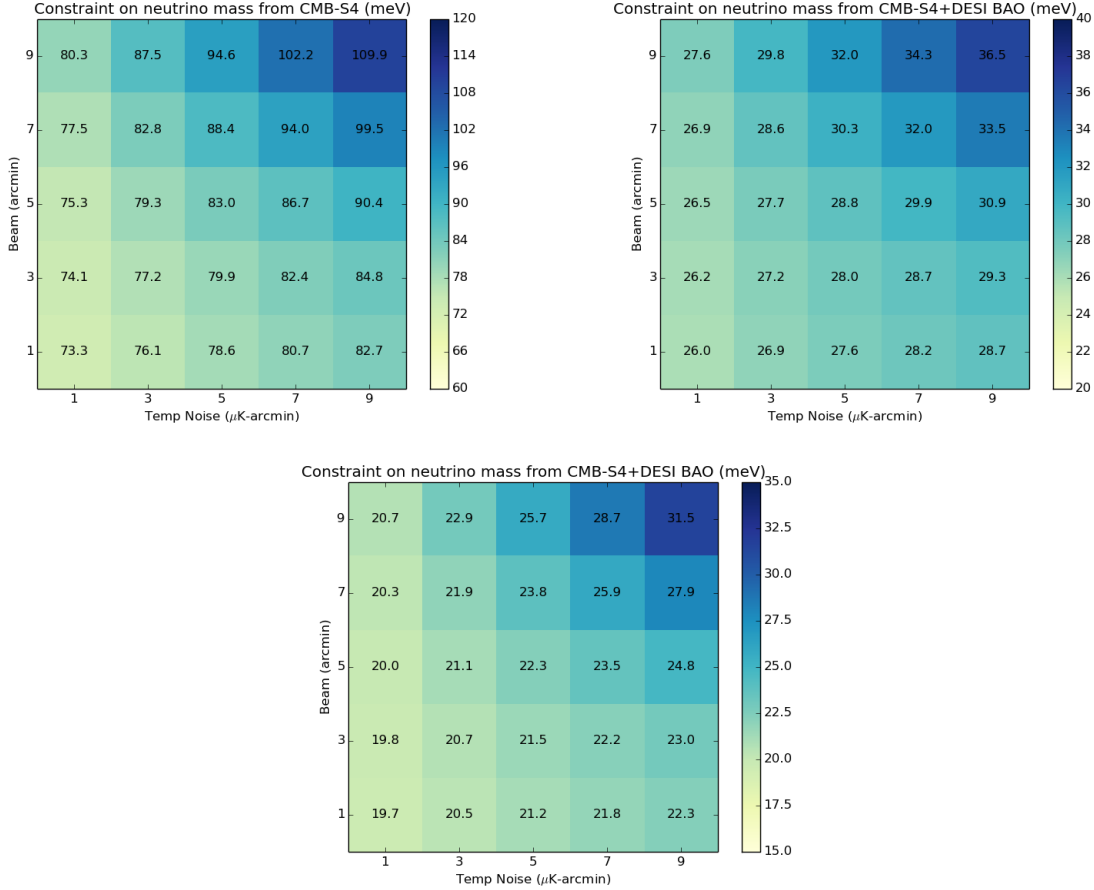 Constraint on neutrino mass from CMB-S4 (meV)
Beam (arcmin)
9 80.3 87.5 94.6 102.2 109.9
7 77.5 82.8 88.4 94.0 99.5
5 75.3 79.3 83.0 86.7 90.4
3 74.1 77.2 79.9 82.4 84.8
1 73.3 76.1 78.6 80.7 82.7
1 3 5 7 9
Temp Noise (μK-arcmin)
120
114
108
102
96
90
84
78
72
66
60
Constraint on neutrino mass from CMB-S4+DESI BAO (meV)
Beam (arcmin)
9 27.6 29.8 32.0 34.3 36.5
7 26.9 28.6 30.3 32.0 33.5
5 26.5 27.7 28.8 29.9 30.9
3 26.2 27.2 28.0 28.7 29.3
1 26.0 26.9 27.6 28.2 28.7
1 3 5 7 9
Temp Noise (μK-arcmin)
40
38
36
34
32
30
28
26
24
22
20
Constraint on neutrino mass from CMB-S4+DESI BAO (meV)
Beam (arcmin)
9 20.7 22.9 25.7 28.7 31.5
7 20.3 21.9 23.8 25.9 27.9
5 20.0 21.1 22.3 23.5 24.8
3 19.8 20.7 21.5 22.2 23.0
1 19.7 20.5 21.2 21.8 22.3
1 3 5 7 9
Temp Noise (μK-arcmin)
35.0
32.5
30.0
27.5
25.0
22.5
20.0
17.5
15.0